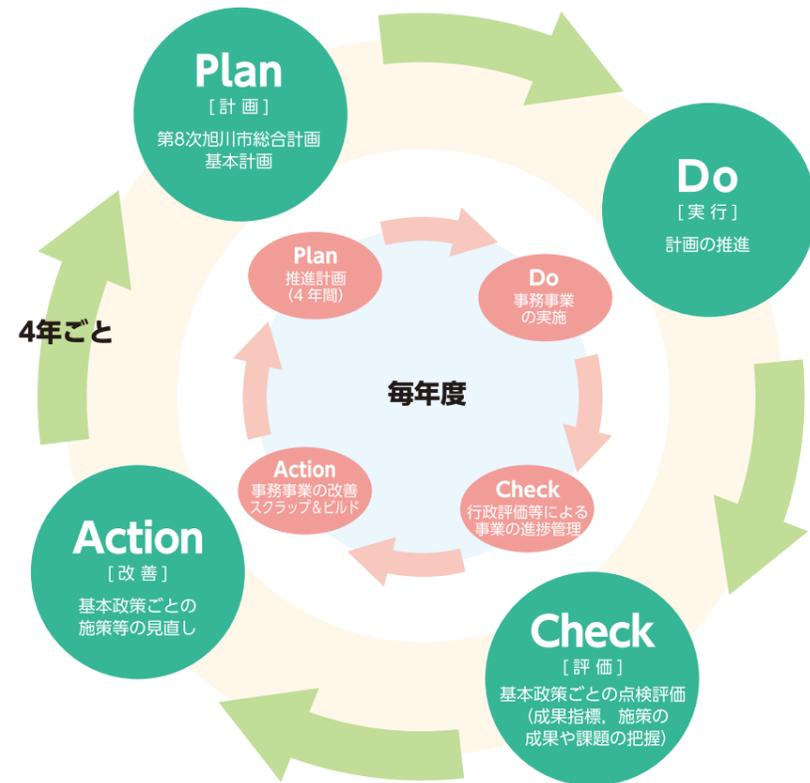 Plan
[計画]
第8次旭川市総合計画
基本計画
Do
[実行]
計画の推進
Check
[評価]
基本政策ごとの点検評価
(成果指標，施策の
成果や課題の把握)
Action
[改善]
基本政策ごとの
施策等の見直し
4年ごと
Plan
推進計画
(4年間)
Do
事務事業
の実施
Check
行政評価等による
事業の進捗管理
Action
事務事業の改善
スクラップ&ビルド
毎年度